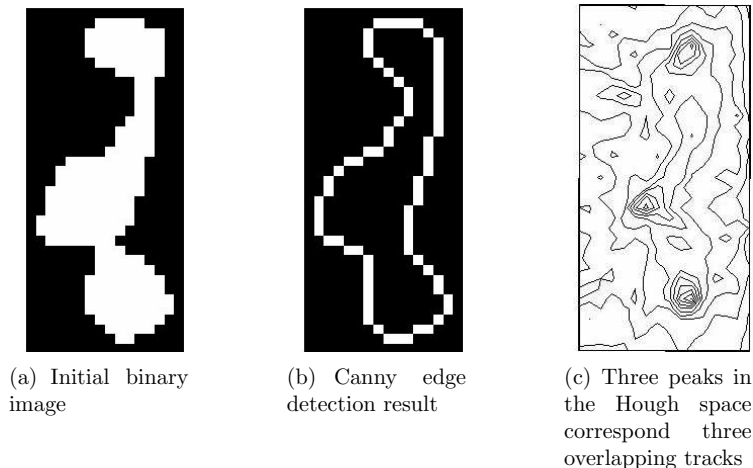 (a) Initial binary
image
(b) Canny edge
detection result
(c) Three peaks in
the Hough space
correspond three
overlapping tracks